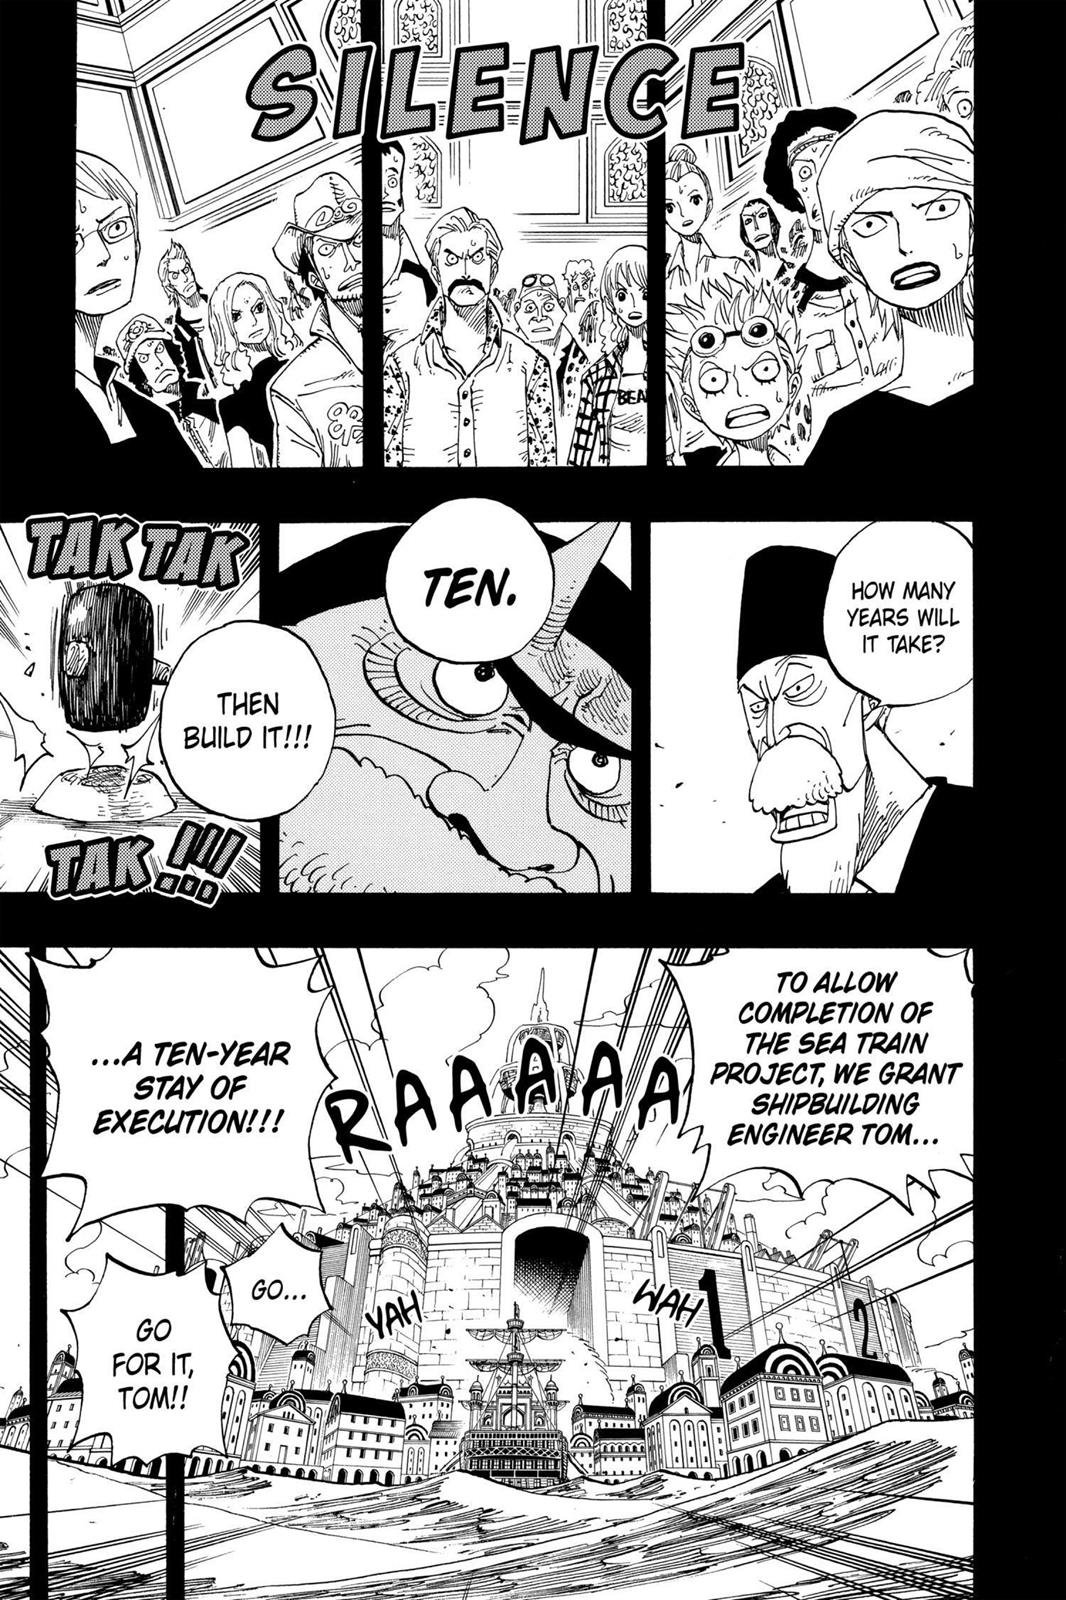 SILENCE
BEA
HOW MANY
YEARS WILL
IT TAKE?
TEN.
THEN
BUILD IT!!!
TAK TAK
TAK !!!
TO ALLOW
COMPLETION OF
THE SEA TRAIN
PROJECT, WE GRANT
SHIPBUILDING
ENGINEER TOM...
...A TEN-YEAR
STAY OF
EXECUTION!!!
RAAAAAA
GO...
GO
FOR IT,
TOM!!
YAH
WAH
1
2